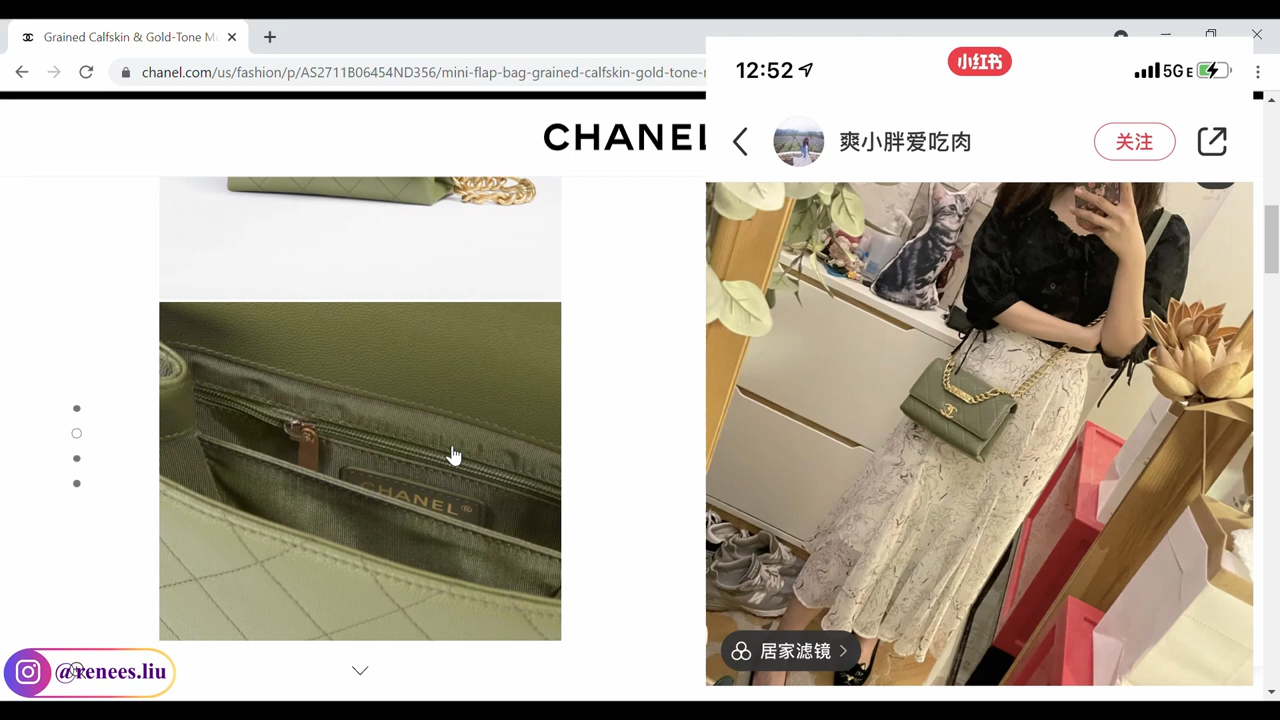 Grained Calfskin & Gold-Tone M
chanel.com/us/fashion
AS2711B06454ND356/mini-flap-bag-grained-calfskin-gold-tone-
CHANEL
CHANEL®
@renees.liu
12:52
小红书
5G E
爽小胖爱吃肉
关注
居家滤镜